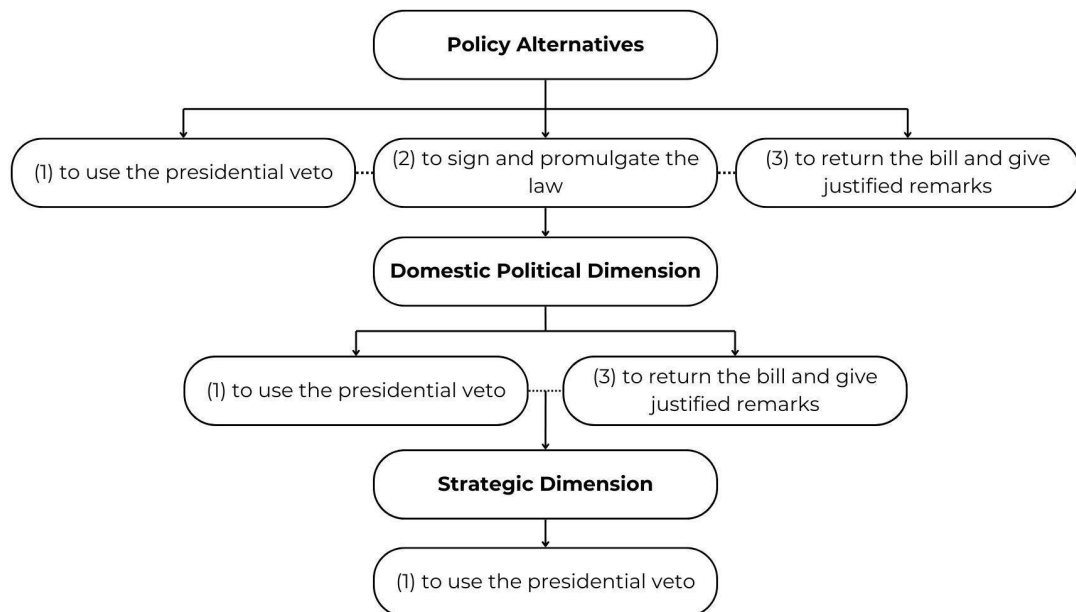 Policy Alternatives
(1) to use the presidential veto
(2) to sign and promulgate the
law
(3) to return the bill and give
justified remarks
Domestic Political Dimension
(1) to use the presidential veto
(3) to return the bill and give
justified remarks
Strategic Dimension
(1) to use the presidential veto